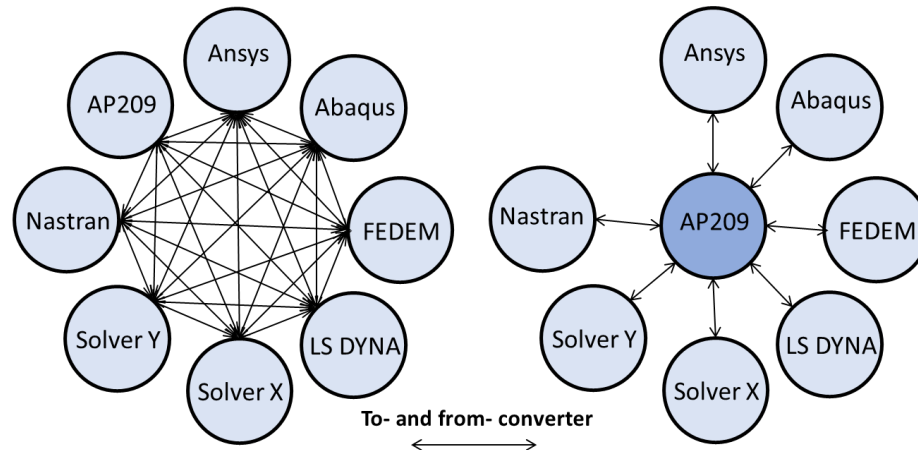 Ansys
AP209
Abaqus
Nastran
FEDEM
Solver Y
LS DYNA
Solver X
Ansys
Abaqus
Nastran
AP209
FEDEM
Solver Y
LS DYNA
Solver X
To- and from- converter